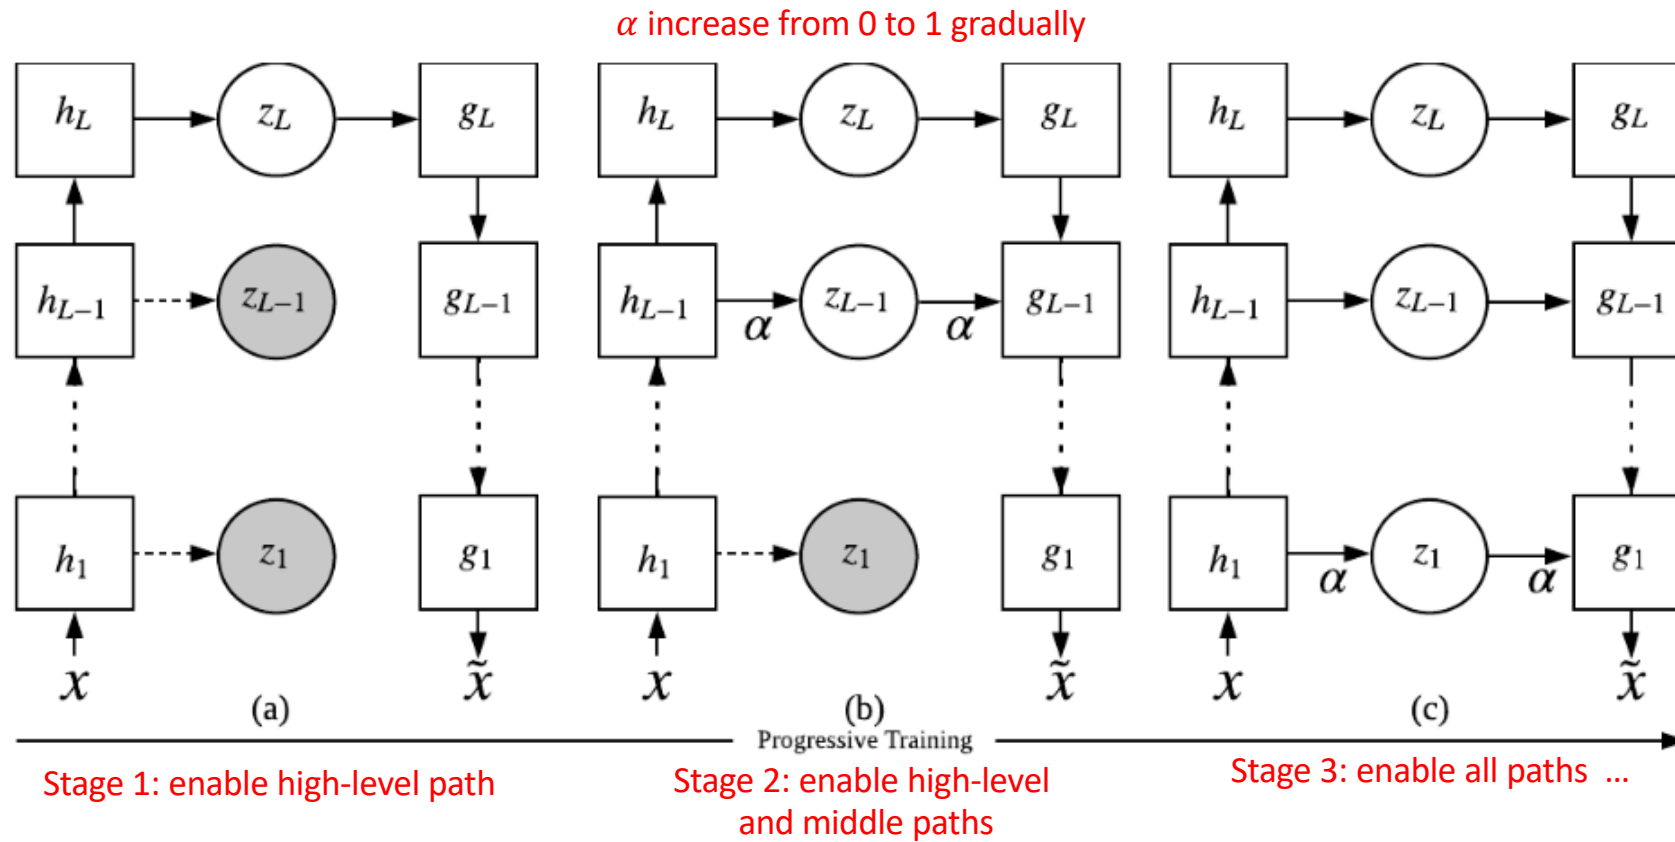 α increase from 0 to 1 gradually
h_L z_L g_L h_L z_L g_L h_L z_L g_L
h_{L−1} z_{L−1} g_{L−1} h_{L−1} z_{L−1} g_{L−1} h_{L−1} z_{L−1} g_{L−1}
α α
h_1 z_1 g_1 h_1 z_1 g_1 h_1 z_1 g_1
α α
x x̃ x x̃ x x̃
(a) (b) (c)
Progressive Training
Stage 1: enable high-level path
Stage 2: enable high-level
and middle paths
Stage 3: enable all paths ...